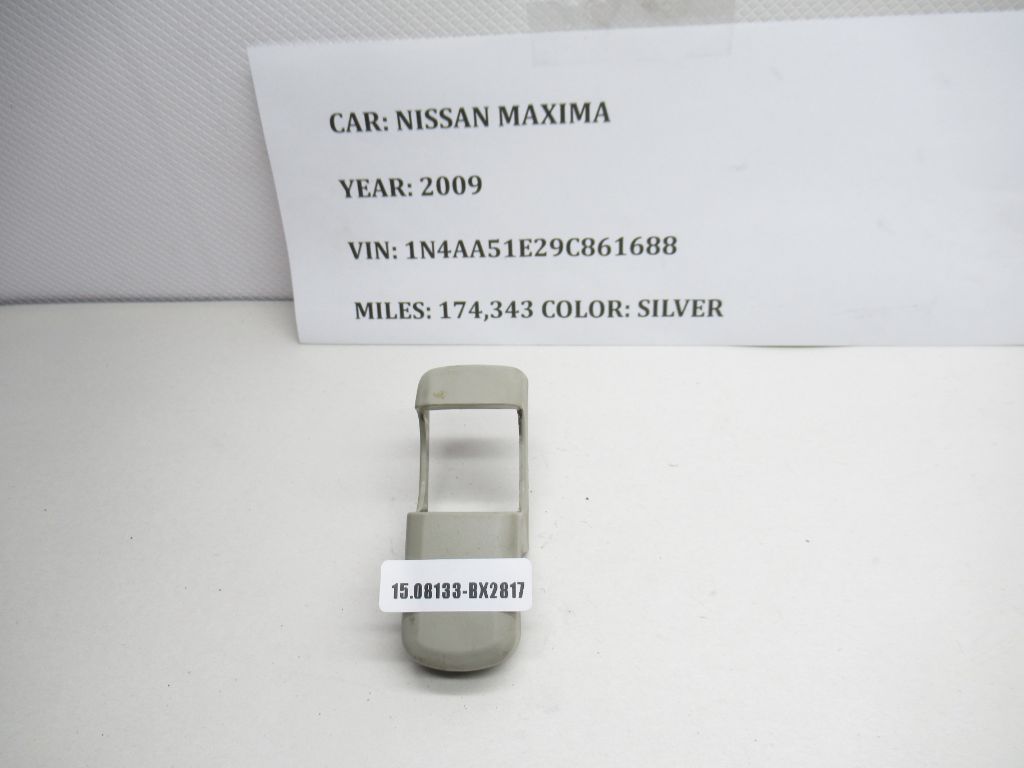 CAR: NISSAN MAXIMA
YEAR: 2009
VIN: 1N4AA51E29C861688
MILES: 174,343 COLOR: SILVER
15.08133-BX2817